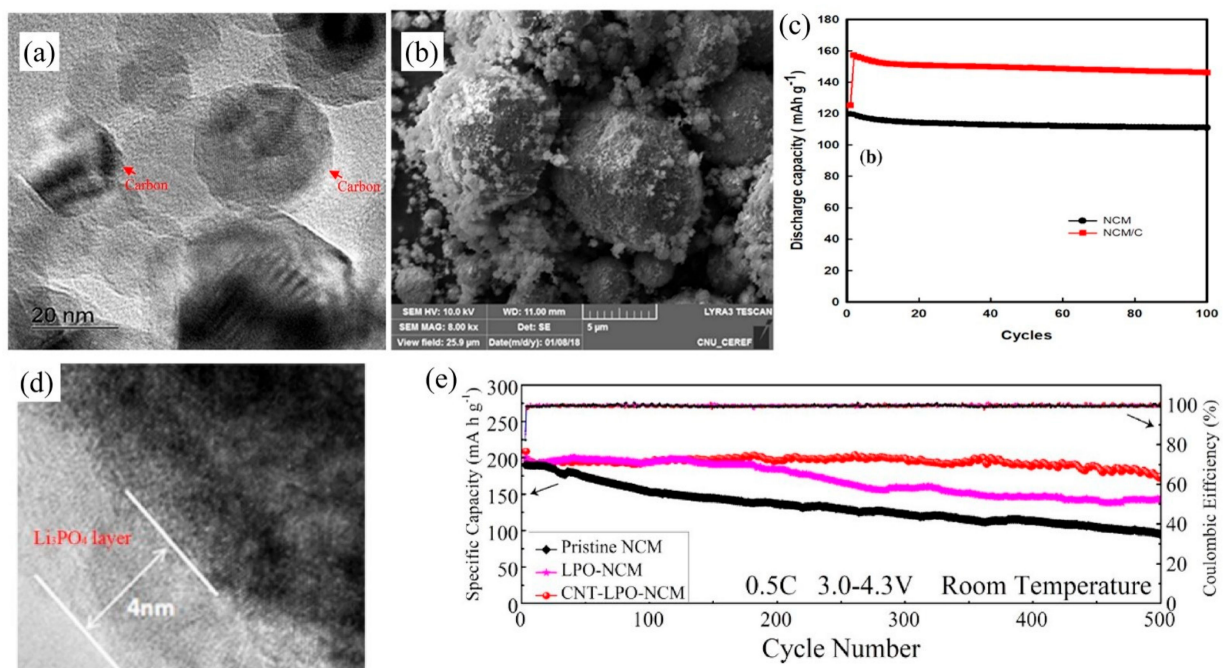 (a)
Carbon
Carbon
20 nm
(b)
SEM HV: 10.0 kV WD: 11.00 mm LYRA3 TESCAN
SEM MAG: 8.00 kx Det: SE 5 µm
View field: 25.9 µm Date(m/d/y): 01/08/18 CNU_CEREF
(c)
Discharge capacity ( mAh g⁻¹)
180
160
140
120
100
80
60
40
20
0
(b)
NCM
NCM/C
0 20 40 60 80 100
Cycles
(d)
Li₃PO₄ layer
4nm
(e)
Specific Capacity (mA h g⁻¹)
300
250
200
150
100
50
0
Pristine NCM
LPO-NCM
CNT-LPO-NCM
0.5C 3.0-4.3V Room Temperature
100
80
60
40
20
0
Coulombic Eiffciency (%)
0 100 200 300 400 500
Cycle Number